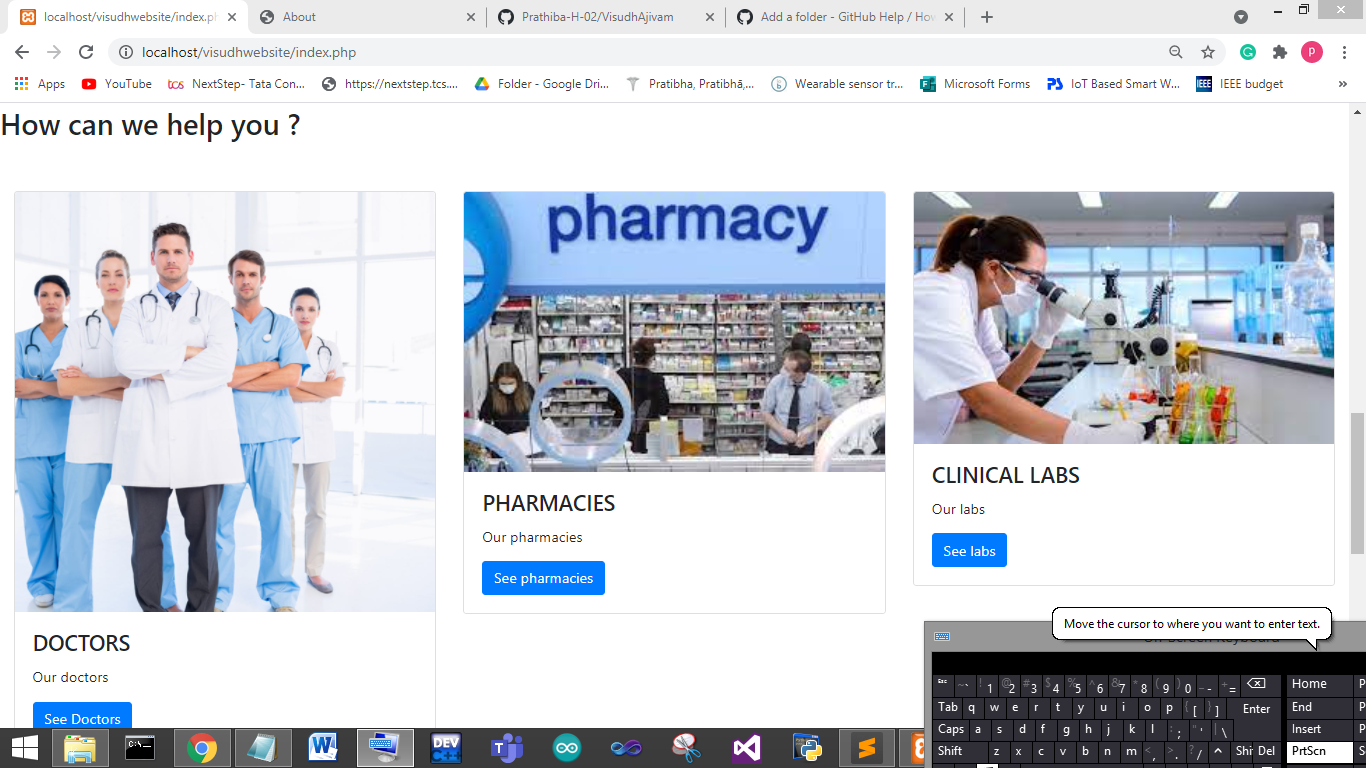 localhost/visudhwebsite/index.ph
About
Prathiba-H-02/VisudhAjivam
Add a folder - GitHub Help / How
localhost/visudhwebsite/index.php
P
Apps
YouTube
tcs
NextStep- Tata Con...
https://nextstep.tcs....
Folder - Google Dri...
Pratibha, Pratibhā,...
Wearable sensor tr...
Microsoft Forms
PS
IoT Based Smart W...
IEEE
IEEE budget
»
How can we help you ?
pharmacy
DOCTORS
Our doctors
See Doctors
PHARMACIES
Our pharmacies
See pharmacies
CLINICAL LABS
Our labs
See labs
Move the cursor to where you want to enter text.
On-Screen Keyboard
Esc ~ ` ! 1 @ 2 # 3 $ 4 % 5 ^ 6 & 7 * 8 ( 9 ) 0 _ - + = Home P
Tab q w e r t y u i o p { [ } ] Enter End P
Caps a s d f g h j k l : ; " ' | \ Insert P
Shift z x c v b n m < , > . ? / ^ Shi Del PrtScn S
C:\
W
DEV C++